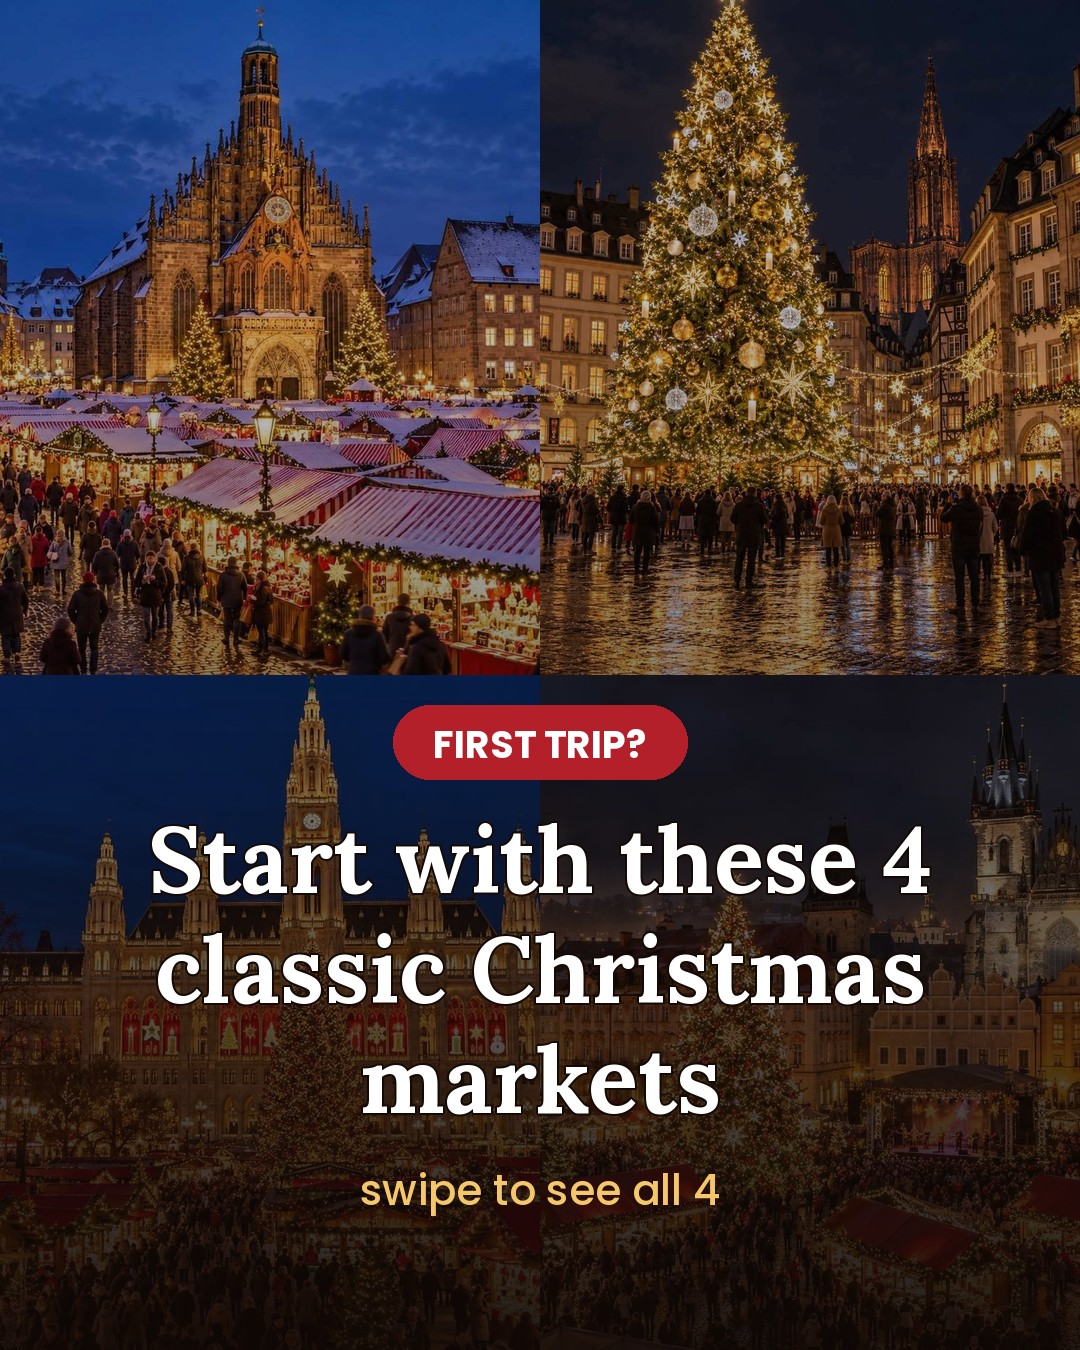 FIRST TRIP?
Start with these 4
classic Christmas
markets
swipe to see all 4